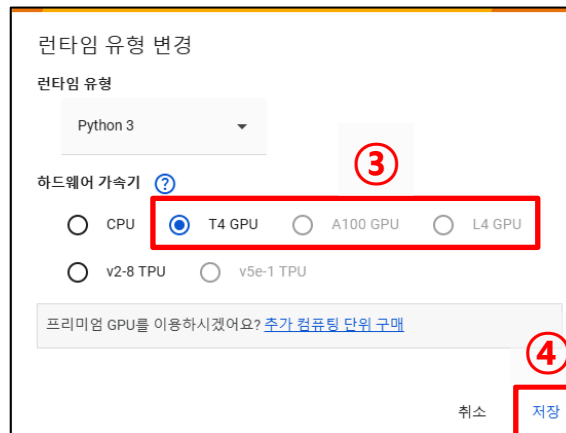 런타임 유형 변경
런타임 유형
Python 3
③
하드웨어 가속기 ?
CPU T4 GPU A100 GPU L4 GPU
v2-8 TPU v5e-1 TPU
프리미엄 GPU를 이용하시겠어요? 추가 컴퓨팅 단위 구매
④
취소 저장